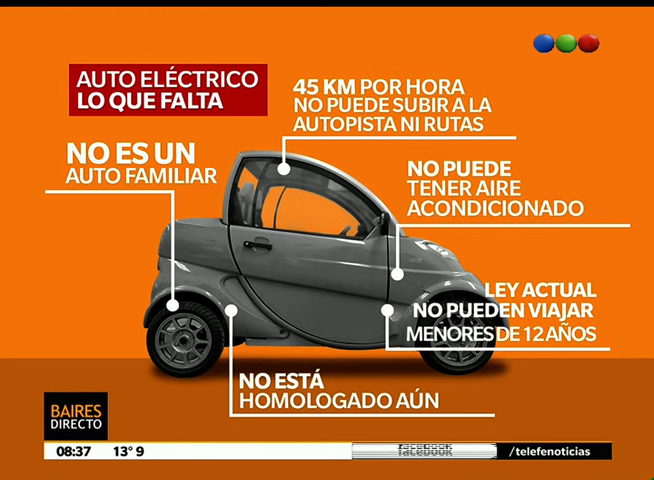 AUTO ELÉCTRICO
LO QUE FALTA
45 KM POR HORA
NO PUEDE SUBIR A LA
AUTOPISTA NI RUTAS
NO ES UN
AUTO FAMILIAR
NO PUEDE
TENER AIRE
ACONDICIONADO
LEY ACTUAL
NO PUEDEN VIAJAR
MENORES DE 12 AÑOS
NO ESTÁ
HOMOLOGADO AÚN
BAIRES
DIRECTO
08:37 13° 9 facebook /telefenoticias